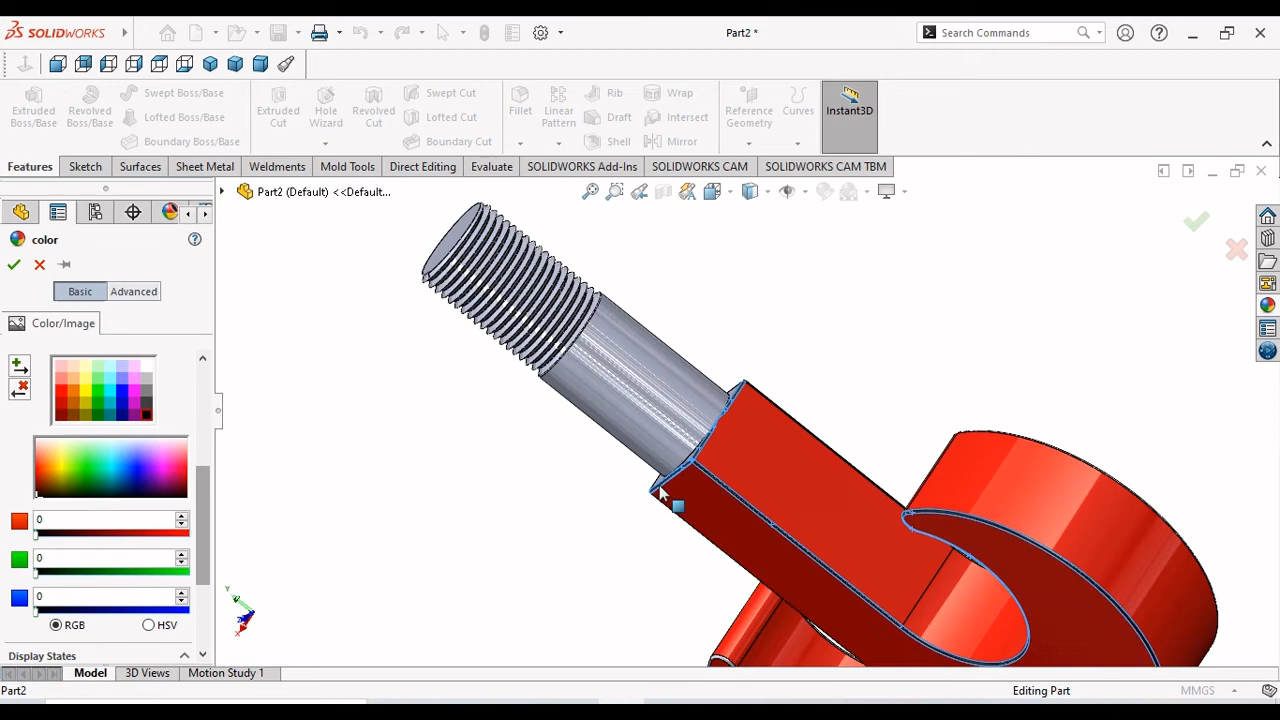 SOLIDWORKS
Part2 *
Search Commands
Extruded Boss/Base
Revolved Boss/Base
Swept Boss/Base
Lofted Boss/Base
Boundary Boss/Base
Extruded Cut
Hole Wizard
Revolved Cut
Swept Cut
Lofted Cut
Boundary Cut
Fillet
Linear Pattern
Rib
Draft
Shell
Wrap
Intersect
Mirror
Reference Geometry
Curves
Instant3D
Features
Sketch
Surfaces
Sheet Metal
Weldments
Mold Tools
Direct Editing
Evaluate
SOLIDWORKS Add-Ins
SOLIDWORKS CAM
SOLIDWORKS CAM TBM
Part2 (Default) <<Default...
color
Basic
Advanced
Color/Image
0
0
0
RGB
HSV
Display States
Y
Z
X
Model
3D Views
Motion Study 1
Part2
Editing Part
MMGS